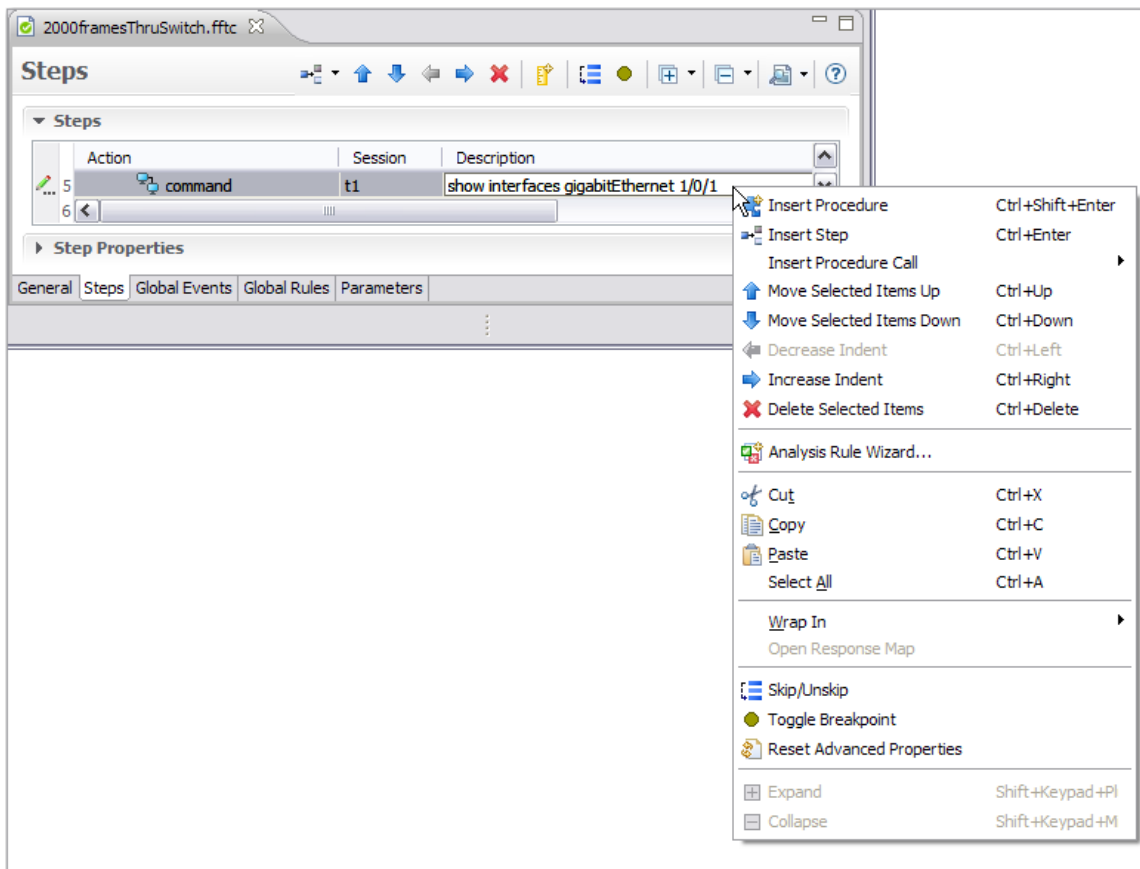 2000framesThruSwitch.fftc
Steps
Steps
Action Session Description
5 command t1 show interfaces gigabitEthernet 1/0/1
6
Step Properties
General Steps Global Events Global Rules Parameters
Insert Procedure Ctrl+Shift+Enter
Insert Step Ctrl+Enter
Insert Procedure Call
Move Selected Items Up Ctrl+Up
Move Selected Items Down Ctrl+Down
Decrease Indent Ctrl+Left
Increase Indent Ctrl+Right
Delete Selected Items Ctrl+Delete
Analysis Rule Wizard...
Cut Ctrl+X
Copy Ctrl+C
Paste Ctrl+V
Select All Ctrl+A
Wrap In
Open Response Map
Skip/Unskip
Toggle Breakpoint
Reset Advanced Properties
Expand Shift+Keypad+Pl
Collapse Shift+Keypad+M